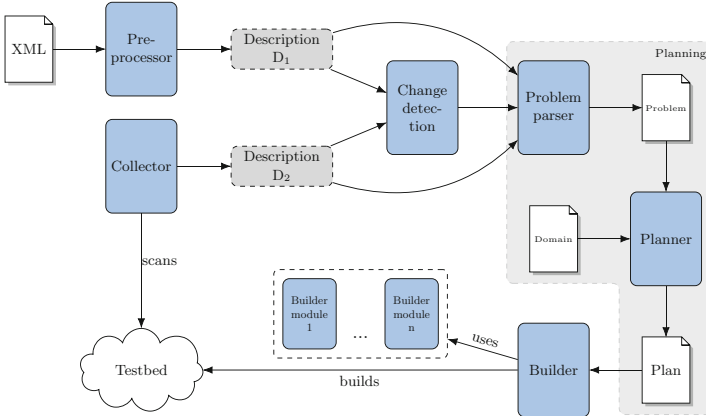 XML
Pre-
processor
Description
D₁
Planning
Change
detec-
tion
Problem
parser
Problem
Collector
Description
D₂
Domain
Planner
scans
Builder
module
1
...
Builder
module
n
uses
Testbed
builds
Builder
Plan